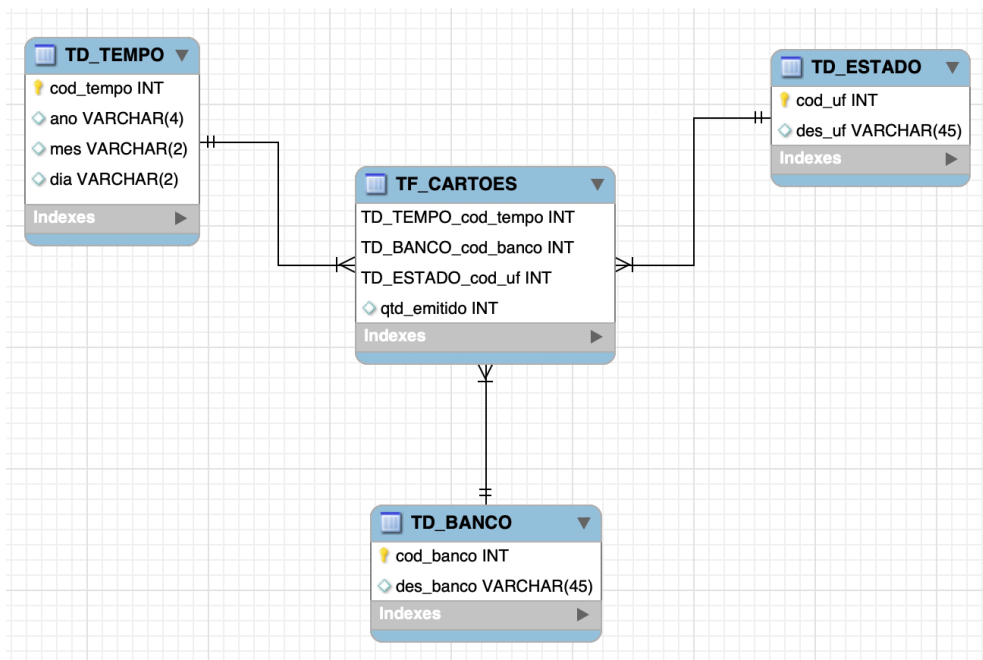 TD_TEMPO
cod_tempo INT
ano VARCHAR(4)
mes VARCHAR(2)
dia VARCHAR(2)
Indexes
TD_ESTADO
cod_uf INT
des_uf VARCHAR(45)
Indexes
TF_CARTOES
TD_TEMPO_cod_tempo INT
TD_BANCO_cod_banco INT
TD_ESTADO_cod_uf INT
qtd_emitido INT
Indexes
TD_BANCO
cod_banco INT
des_banco VARCHAR(45)
Indexes